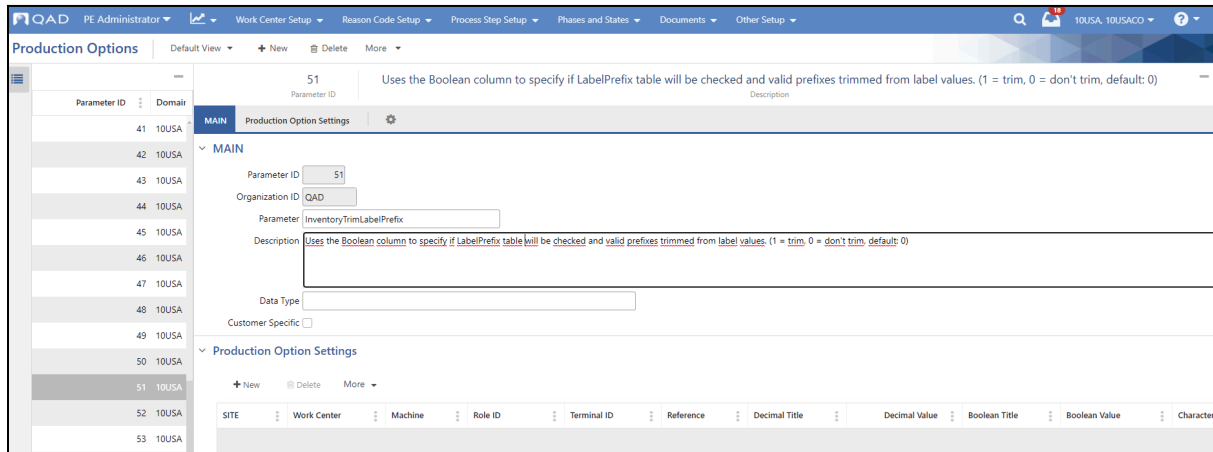 QAD PE Administrator Work Center Setup Reason Code Setup Process Step Setup Phases and States Documents Other Setup 18 10USA, 10USACO
Production Options Default View + New Delete More
51 Uses the Boolean column to specify if LabelPrefix table will be checked and valid prefixes trimmed from label values. (1 = trim, 0 = don't trim, default: 0)
Parameter ID Description
Parameter ID Domain
MAIN Production Option Settings
41 10USA
42 10USA
43 10USA
44 10USA
45 10USA
46 10USA
47 10USA
48 10USA
49 10USA
50 10USA
51 10USA
52 10USA
53 10USA
MAIN
Parameter ID 51
Organization ID QAD
Parameter InventoryTrimLabelPrefix
Description Uses the Boolean column to specify if LabelPrefix table will be checked and valid prefixes trimmed from label values. (1 = trim, 0 = don't trim, default: 0)
Data Type
Customer Specific
Production Option Settings
+ New Delete More
SITE Work Center Machine Role ID Terminal ID Reference Decimal Title Decimal Value Boolean Title Boolean Value Character